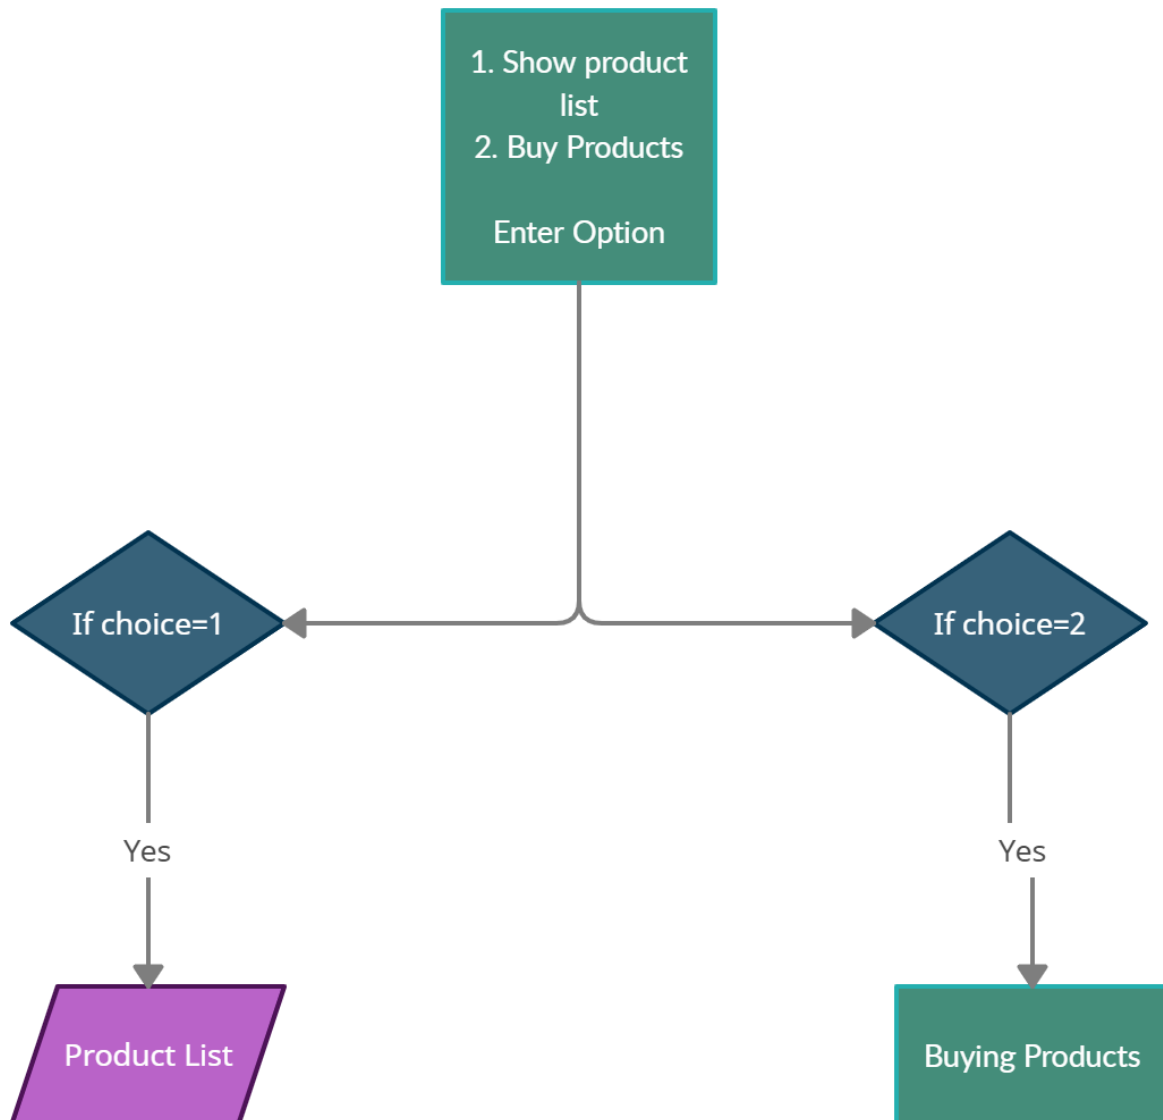 1. Show product
list
2. Buy Products
Enter Option
If choice=1
If choice=2
Yes
Yes
Product List
Buying Products